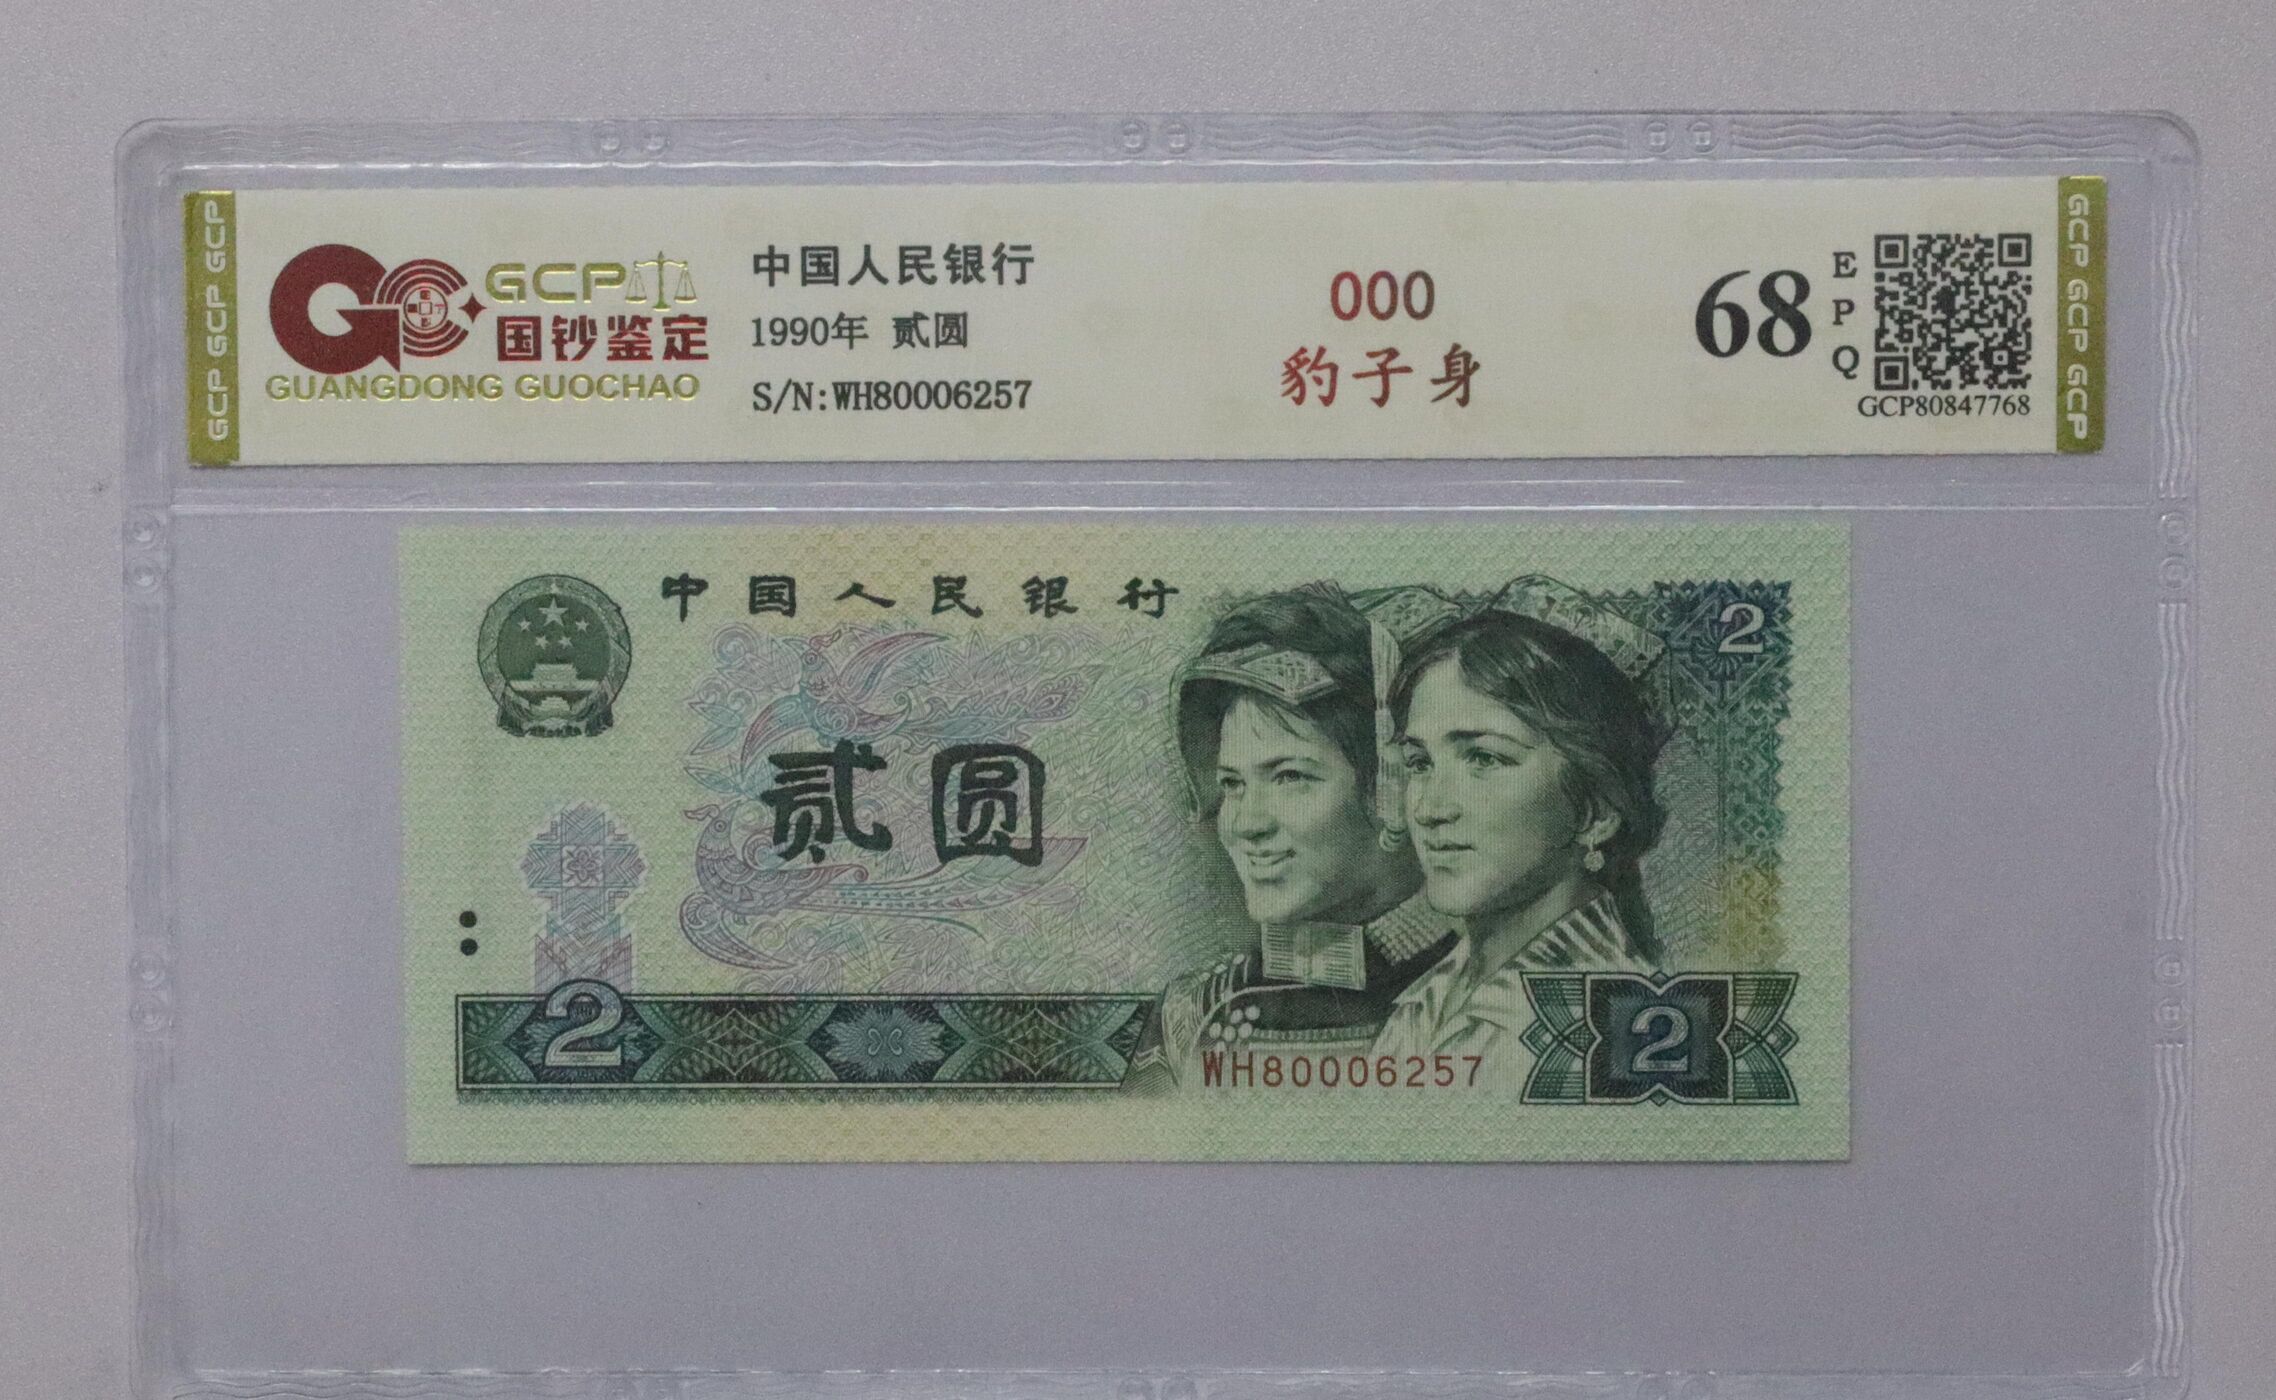 GCP GCP GCP
GCP
国钞鉴定
GUANGDONG GUOCHAO
中国人民银行
1990年 贰圆
S/N:WH80006257
000
豹子身
68
E
P
Q
GCP80847768
GCP GCP GCP
中国人民银行
2
贰圆
2
WH80006257
2